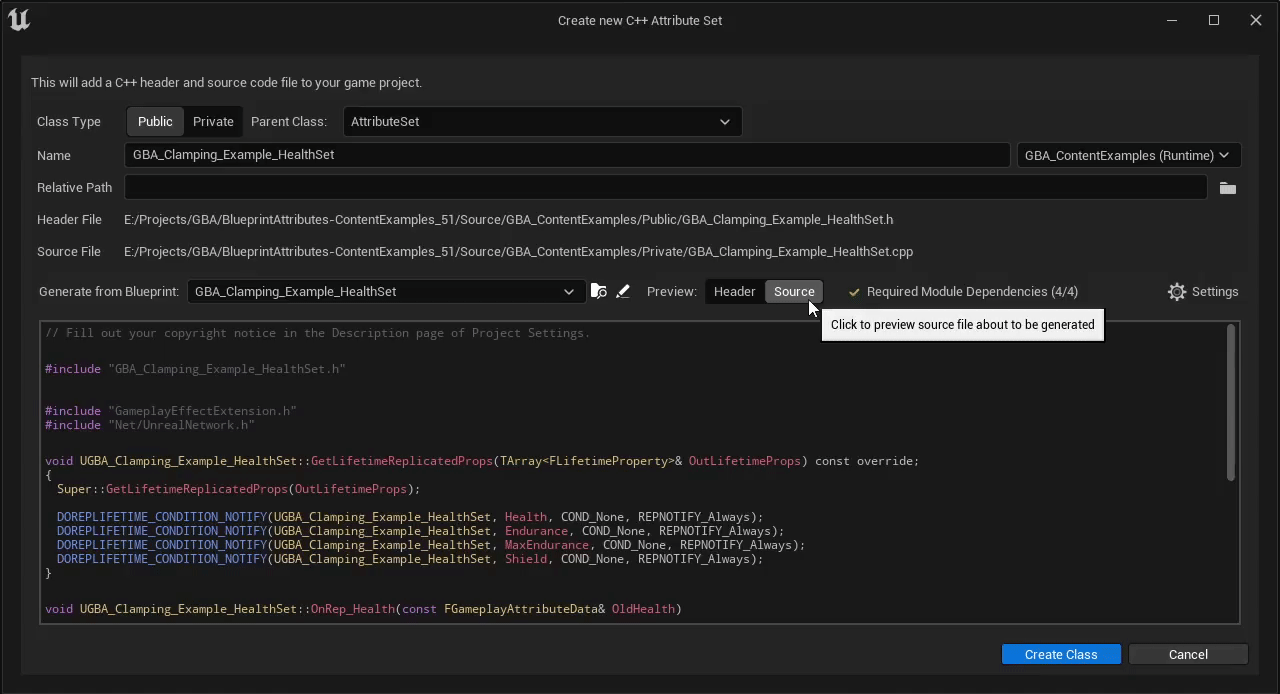 Create new C++ Attribute Set
This will add a C++ header and source code file to your game project.
Class Type Public Private Parent Class: AttributeSet
Name GBA_Clamping_Example_HealthSet GBA_ContentExamples (Runtime)
Relative Path
Header File E:/Projects/GBA/BlueprintAttributes-ContentExamples_51/Source/GBA_ContentExamples/Public/GBA_Clamping_Example_HealthSet.h
Source File E:/Projects/GBA/BlueprintAttributes-ContentExamples_51/Source/GBA_ContentExamples/Private/GBA_Clamping_Example_HealthSet.cpp
Generate from Blueprint: GBA_Clamping_Example_HealthSet Preview: Header Source Required Module Dependencies (4/4) Settings
Click to preview source file about to be generated
// Fill out your copyright notice in the Description page of Project Settings.
#include "GBA_Clamping_Example_HealthSet.h"
#include "GameplayEffectExtension.h"
#include "Net/UnrealNetwork.h"
void UGBA_Clamping_Example_HealthSet::GetLifetimeReplicatedProps(TArray<FLifetimeProperty>& OutLifetimeProps) const override;
{
Super::GetLifetimeReplicatedProps(OutLifetimeProps);
DOREPLIFETIME_CONDITION_NOTIFY(UGBA_Clamping_Example_HealthSet, Health, COND_None, REPNOTIFY_Always);
DOREPLIFETIME_CONDITION_NOTIFY(UGBA_Clamping_Example_HealthSet, Endurance, COND_None, REPNOTIFY_Always);
DOREPLIFETIME_CONDITION_NOTIFY(UGBA_Clamping_Example_HealthSet, MaxEndurance, COND_None, REPNOTIFY_Always);
DOREPLIFETIME_CONDITION_NOTIFY(UGBA_Clamping_Example_HealthSet, Shield, COND_None, REPNOTIFY_Always);
}
void UGBA_Clamping_Example_HealthSet::OnRep_Health(const FGameplayAttributeData& OldHealth)
Create Class Cancel